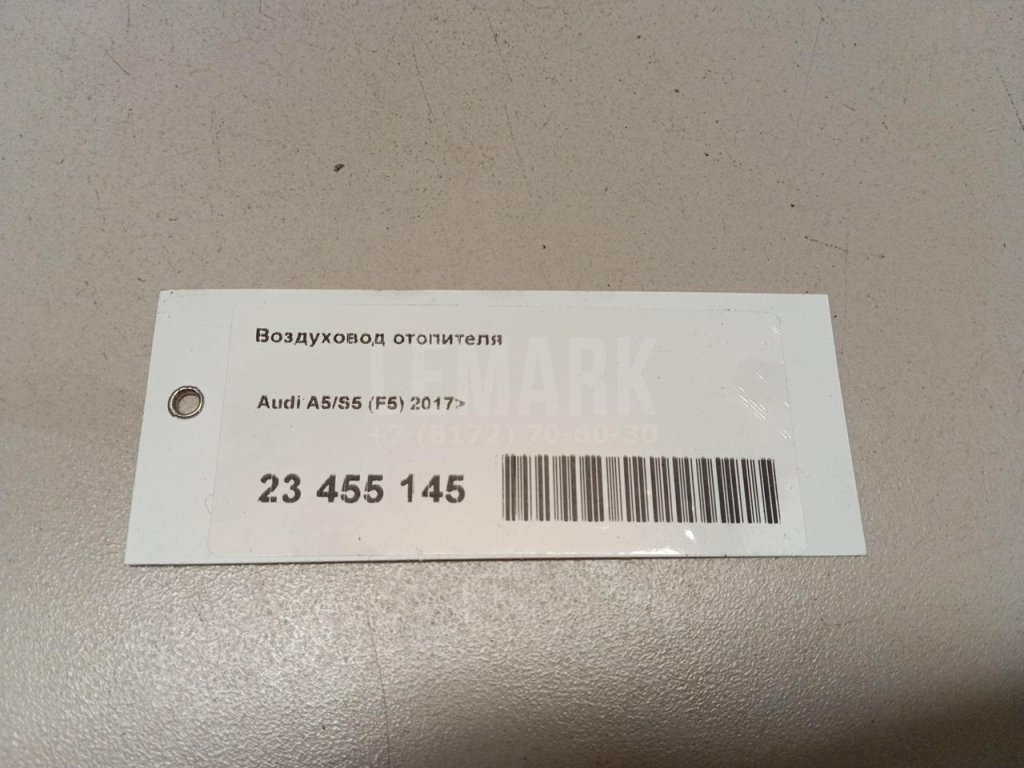 Воздуховод отопителя
LEMARK
Audi A5/S5 (F5) 2017>
+7 (8172) 70-60-30
23 455 145